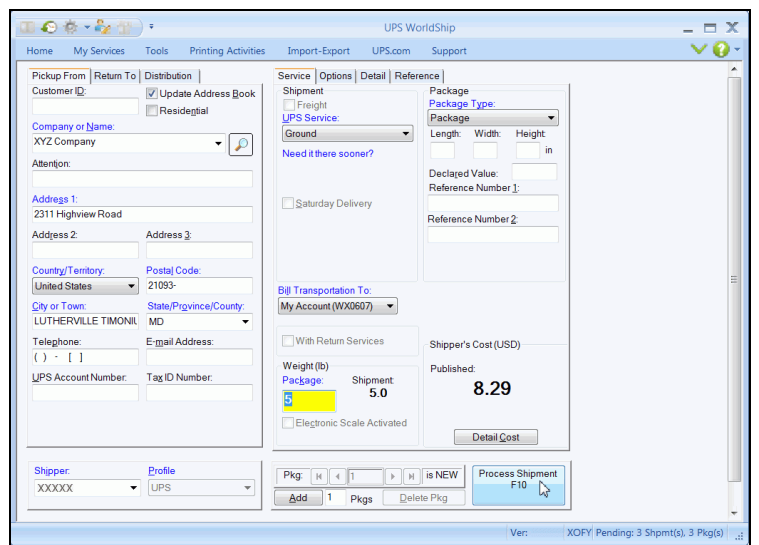 UPS WorldShip
Home My Services Tools Printing Activities Import-Export UPS.com Support
Pickup From Return To Distribution
Customer ID:
Update Address Book
Residential
Company or Name:
XYZ Company
Attention:
Address 1:
2311 Highview Road
Address 2: Address 3:
Country/Territory: Postal Code:
United States 21093-
City or Town: State/Province/County:
LUTHERVILLE TIMONIU MD
Telephone: E-mail Address:
( ) - [ ]
UPS Account Number: Tax ID Number:
Shipper: Profile
XXXXX UPS
Service Options Detail Reference
Shipment
Freight
UPS Service:
Ground
Need it there sooner?
Saturday Delivery
Bill Transportation To:
My Account (WX0607)
With Return Services
Weight (lb)
Package: Shipment:
5 5.0
Electronic Scale Activated
Package
Package Type:
Package
Length: Width: Height:
in
Declared Value:
Reference Number 1:
Reference Number 2:
Shipper's Cost (USD)
Published:
8.29
Detail Cost
Pkg: 1 is NEW
Add 1 Pkgs Delete Pkg
Process Shipment
F10
Ver: XOFY Pending: 3 Shpmt(s), 3 Pkg(s)